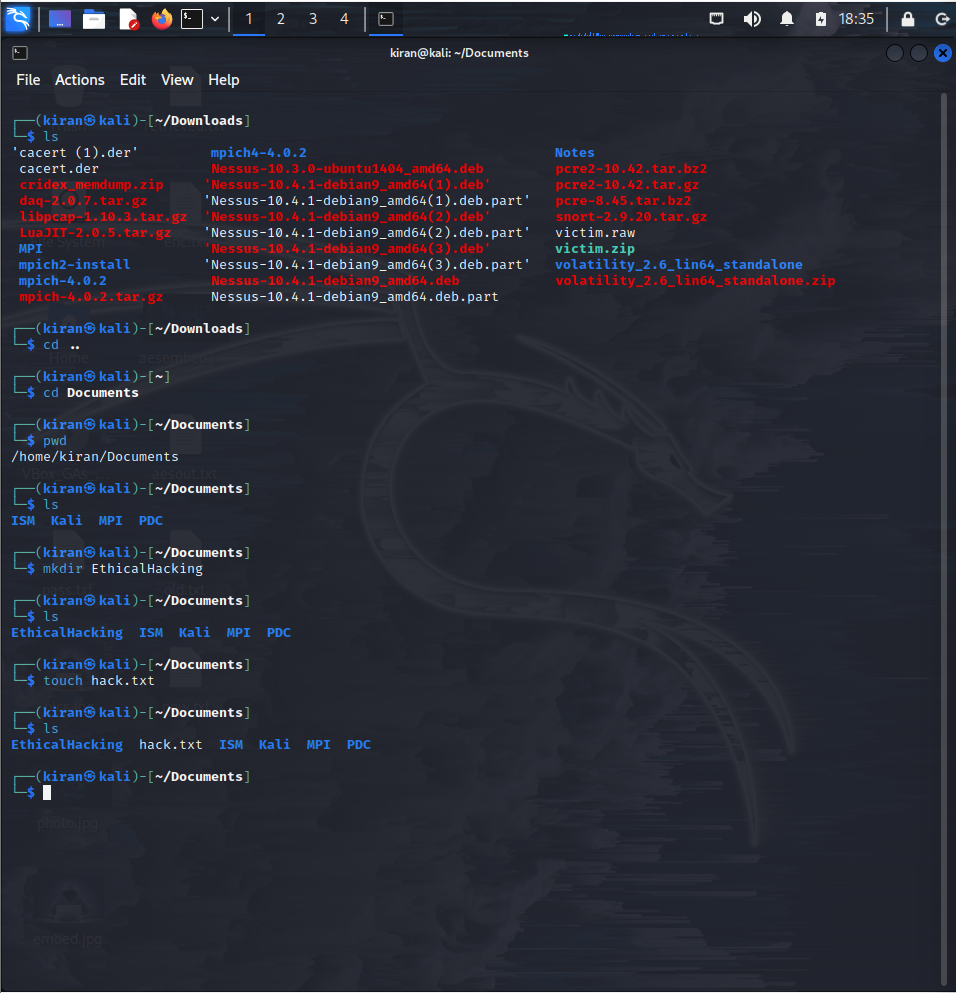 1 2 3 4 18:35
kiran@kali: ~/Documents
File Actions Edit View Help
┌──(kiran㉿kali)-[~/Downloads]
└─$ ls
'cacert (1).der' mpich4-4.0.2 Notes
cacert.der Nessus-10.3.0-ubuntu1404_amd64.deb pcre2-10.42.tar.bz2
cridex_memdump.zip 'Nessus-10.4.1-debian9_amd64(1).deb' pcre2-10.42.tar.gz
daq-2.0.7.tar.gz 'Nessus-10.4.1-debian9_amd64(1).deb.part' pcre-8.45.tar.bz2
libpcap-1.10.3.tar.gz 'Nessus-10.4.1-debian9_amd64(2).deb' snort-2.9.20.tar.gz
LuaJIT-2.0.5.tar.gz 'Nessus-10.4.1-debian9_amd64(2).deb.part' victim.raw
MPI 'Nessus-10.4.1-debian9_amd64(3).deb' victim.zip
mpich2-install 'Nessus-10.4.1-debian9_amd64(3).deb.part' volatility_2.6_lin64_standalone
mpich-4.0.2 Nessus-10.4.1-debian9_amd64.deb volatility_2.6_lin64_standalone.zip
mpich-4.0.2.tar.gz Nessus-10.4.1-debian9_amd64.deb.part
┌──(kiran㉿kali)-[~/Downloads]
└─$ cd ..
Home
┌──(kiran㉿kali)-[~]
└─$ cd Documents
┌──(kiran㉿kali)-[~/Documents]
└─$ pwd
/home/kiran/Documents
VBox_GAs aesout.txt
┌──(kiran㉿kali)-[~/Documents]
└─$ ls
ISM Kali MPI PDC
┌──(kiran㉿kali)-[~/Documents]
└─$ mkdir EthicalHacking
┌──(kiran㉿kali)-[~/Documents]
└─$ ls
EthicalHacking ISM Kali MPI PDC
┌──(kiran㉿kali)-[~/Documents]
└─$ touch hack.txt
┌──(kiran㉿kali)-[~/Documents]
└─$ ls
EthicalHacking hack.txt ISM Kali MPI PDC
┌──(kiran㉿kali)-[~/Documents]
└─$
photo.jpg
embed.jpg